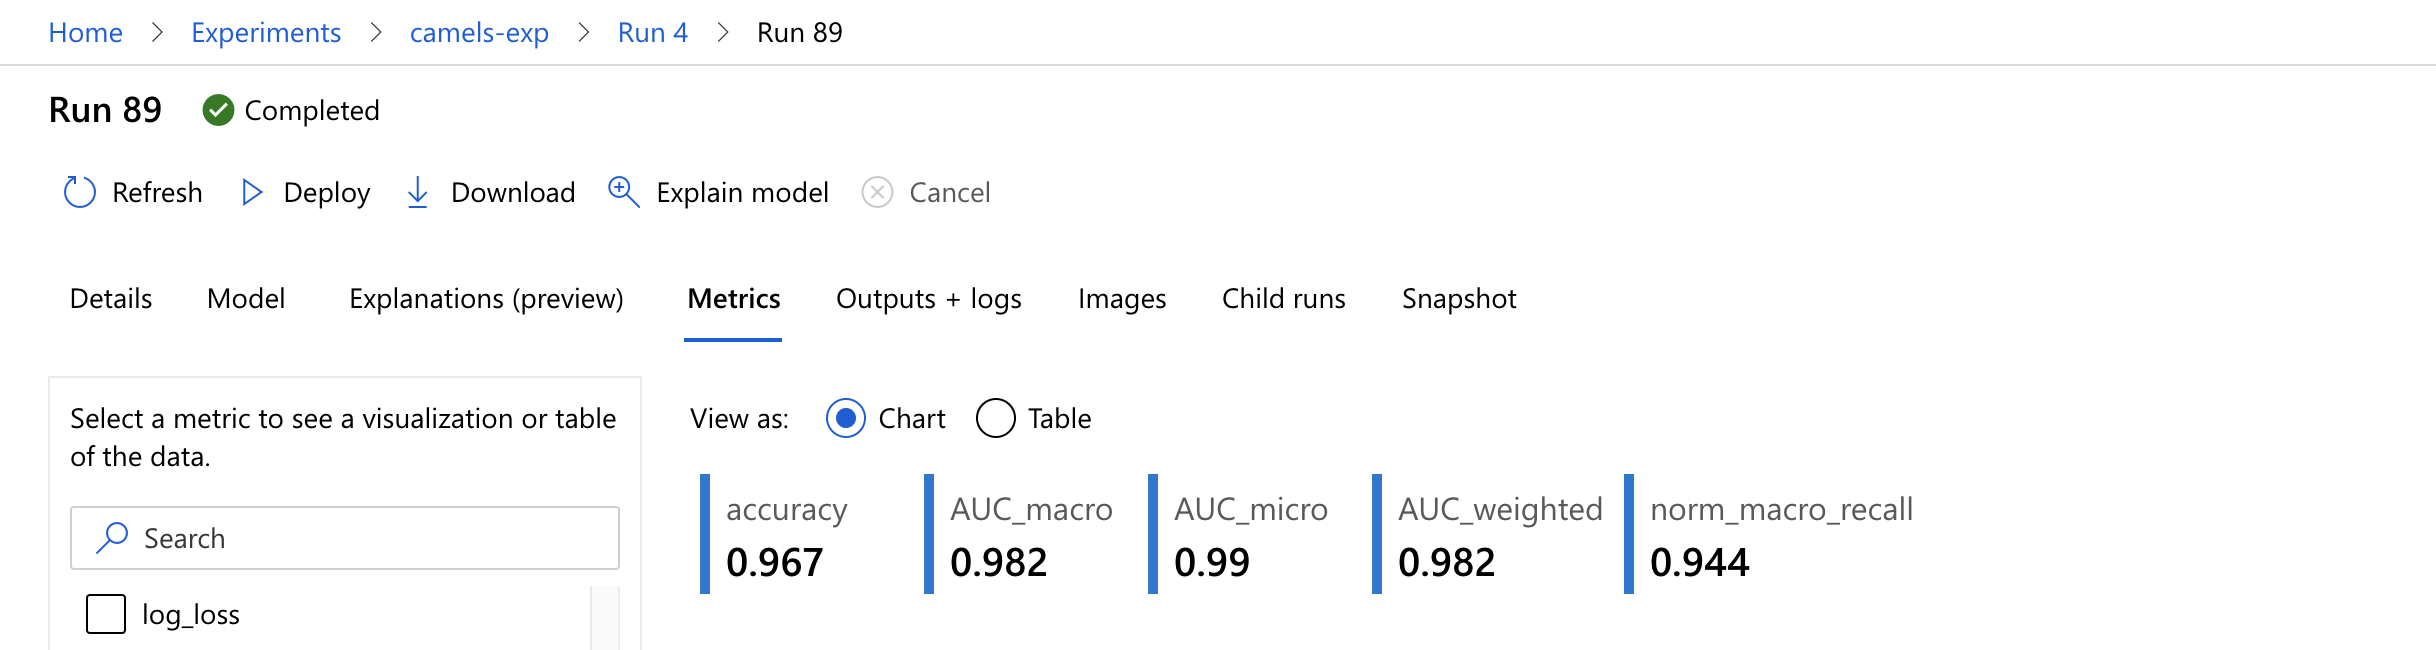 Home > Experiments > camels-exp > Run 4 > Run 89
Run 89 Completed
Refresh Deploy Download Explain model Cancel
Details Model Explanations (preview) Metrics Outputs + logs Images Child runs Snapshot
Select a metric to see a visualization or table
of the data.
Search
log_loss
View as: Chart Table
accuracy AUC_macro AUC_micro AUC_weighted norm_macro_recall
0.967 0.982 0.99 0.982 0.944